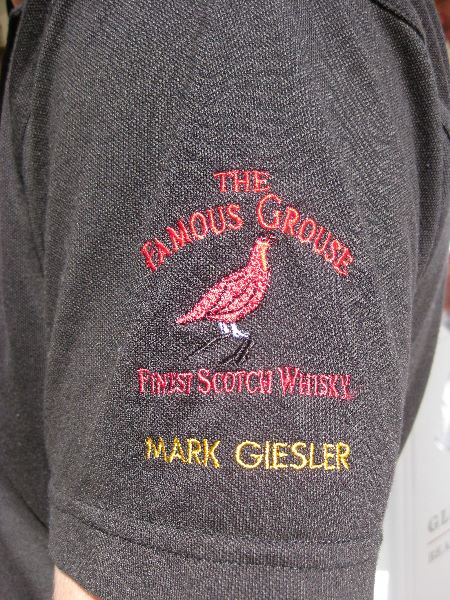 THE
FAMOUS GROUSE
FINEST SCOTCH WHISKY
MARK GIESLER